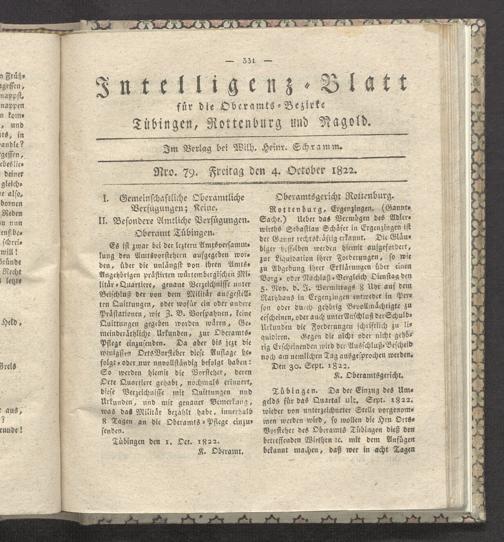 — 331 —
Intelligenz-Blatt
für die Oberamts-Bezirke
Tübingen, Rottenburg und Nagold.
Im Verlag bei Wilh. Heinr. Schramm.
Nro. 79. Freitag den 4. October 1822.
I. Gemeinschaftliche Oberamtliche
Verfügungen; Keine.
II. Besondere Amtliche Verfügungen.
Oberamt Tübingen.
Es ist zwar bei der leztern Amtsversamm-
lung den Amtsvorstehern aufgegeben wor-
den, über die unlängst von ihren Amts-
Angehörigen prästirten württembergischen Mi-
litär-Quartiere, genaue Verzeichnisse unter
Beischluß der von dem Militär ausgestell-
ten Quittungen, oder wofür ein oder andere
Prästationen, wie z. B. Vorspahnen, keine
Quittungen gegeben worden wären, Ge-
meinderäthliche Urkunden, zur Oberamts-
Pflege einzusenden. Da aber bis jezt die
wenigsten Orts-Vorsteher diese Auflage be-
folgt, oder nur unvollständig befolgt haben:
So werden hiemit die Vorsteher, deren
Orte Quartiere gehabt, nochmals erinnert,
diese Verzeichnisse mit Quittungen und
Urkunden, und mit genauer Bemerkung,
was das Militär bezahlt habe, innerhalb
8 Tagen an die Oberamts-Pflege einzu-
senden.
Tübingen den 1. Oct. 1822.
K. Oberamt.
Oberamtsgericht Rottenburg.
Rottenburg, Ergenzingen. (Gannt-
Sache.) Ueber das Vermögen des Adler-
wirths Sebastian Schäfer in Ergenzingen ist
der Gannt rechtskräftig erkannt. Die Gläu-
biger desselben werden hiemit aufgefordert,
zur Liquidation ihrer Forderungen, so wie
zu Abgebung ihrer Erklärungen über einen
Borg- oder Nachlaß-Vergleich, Dinstag den
5. Nov. d. J. Vormittags 8 Uhr auf dem
Rathhaus in Ergenzingen entweder in Per-
son oder durch gehörig Bevollmächtigte zu
erscheinen, oder auch unter Anschluß der Schuld-
Urkunden die Forderungen schriftlich zu li-
quidiren. Gegen die nicht oder nicht gehö-
rig Erscheinenden wird der Ausschluß-Bescheid
noch am nemlichen Tag ausgesprochen werden.
Den 30. Sept. 1822.
K. Oberamtsgericht.
Tübingen. Da der Einzug des Um-
gelds für das Quartal ult. Sept. 1822.
wieder von unterzeichneter Stelle vorgenom-
men werden wird, so wollen die Hrn Orts-
Vorsteher des Oberamts Tübingen dieß den
betreffenden Wirthen &c. mit dem Anfügen
bekannt machen, daß wer in acht Tagen